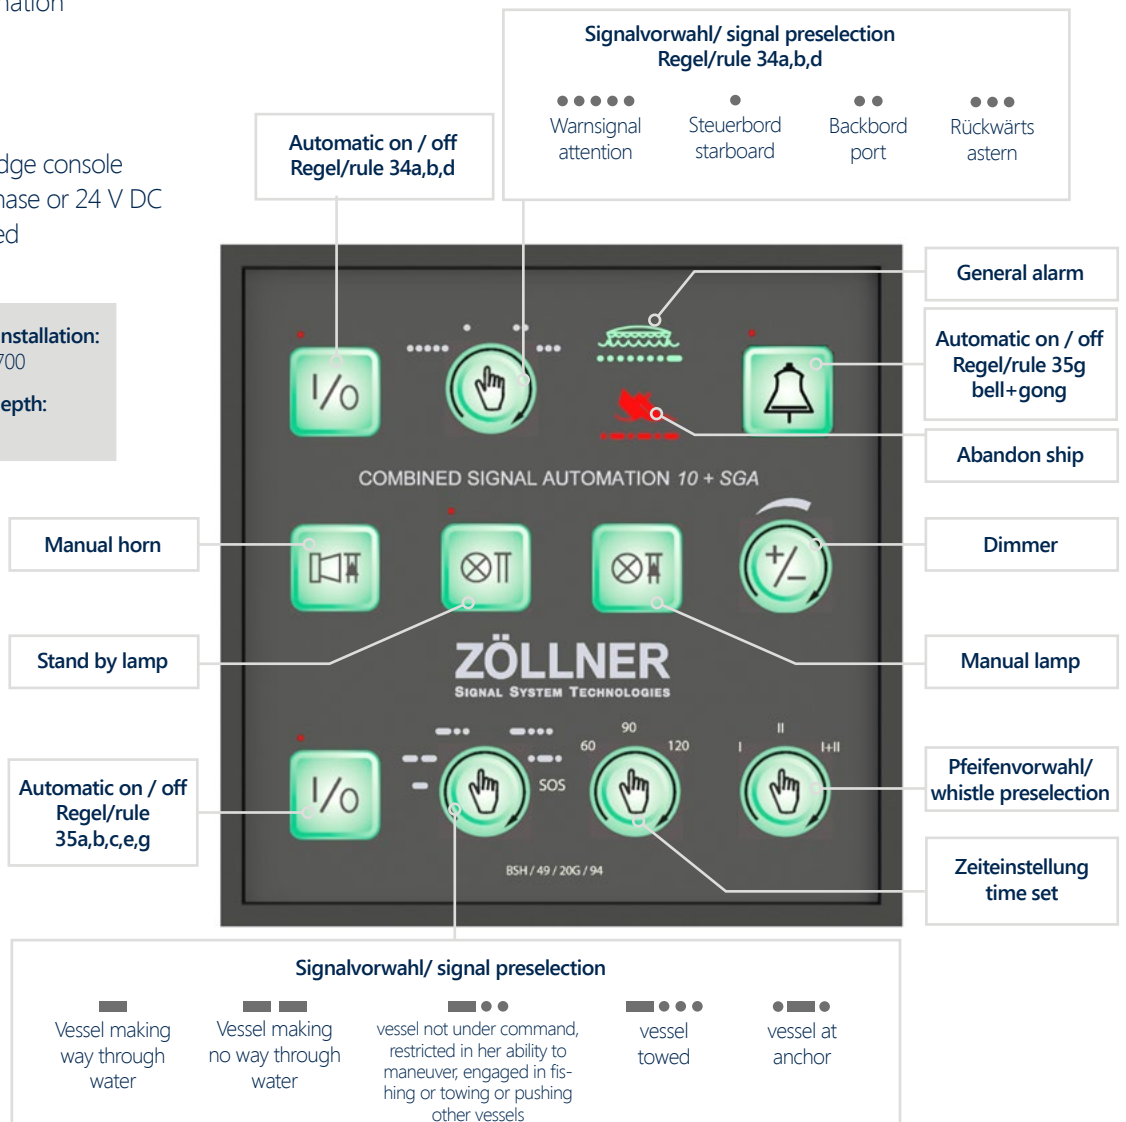 Signalvorwahl/ signal preselection
Regel/rule 34a,b,d
Warnsignal
attention
Steuerbord
starboard
Backbord
port
Rückwärts
astern
Automatic on / off
Regel/rule 34a,b,d
24 V DC
General alarm
Automatic on / off
Regel/rule 35g
bell+gong
Abandon ship
I/O
COMBINED SIGNAL AUTOMATION 10 + SGA
Manual horn
+/-
Dimmer
Stand by lamp
ZÖLLNER
SIGNAL SYSTEM TECHNOLOGIES
Manual lamp
Automatic on / off
Regel/rule
35a,b,c,e,g
I/O
SOS
60
90
120
I
II
I+II
Pfeifenvorwahl/
whistle preselection
BSH / 49 / 20G / 94
Zeiteinstellung
time set
Signalvorwahl/ signal preselection
Vessel making
way through
water
Vessel making
no way through
water
vessel not under command,
restricted in her ability to
maneuver, engaged in fis-
hing or towing or pushing
other vessels
vessel
towed
vessel at
anchor
console
or 24 V DC
700